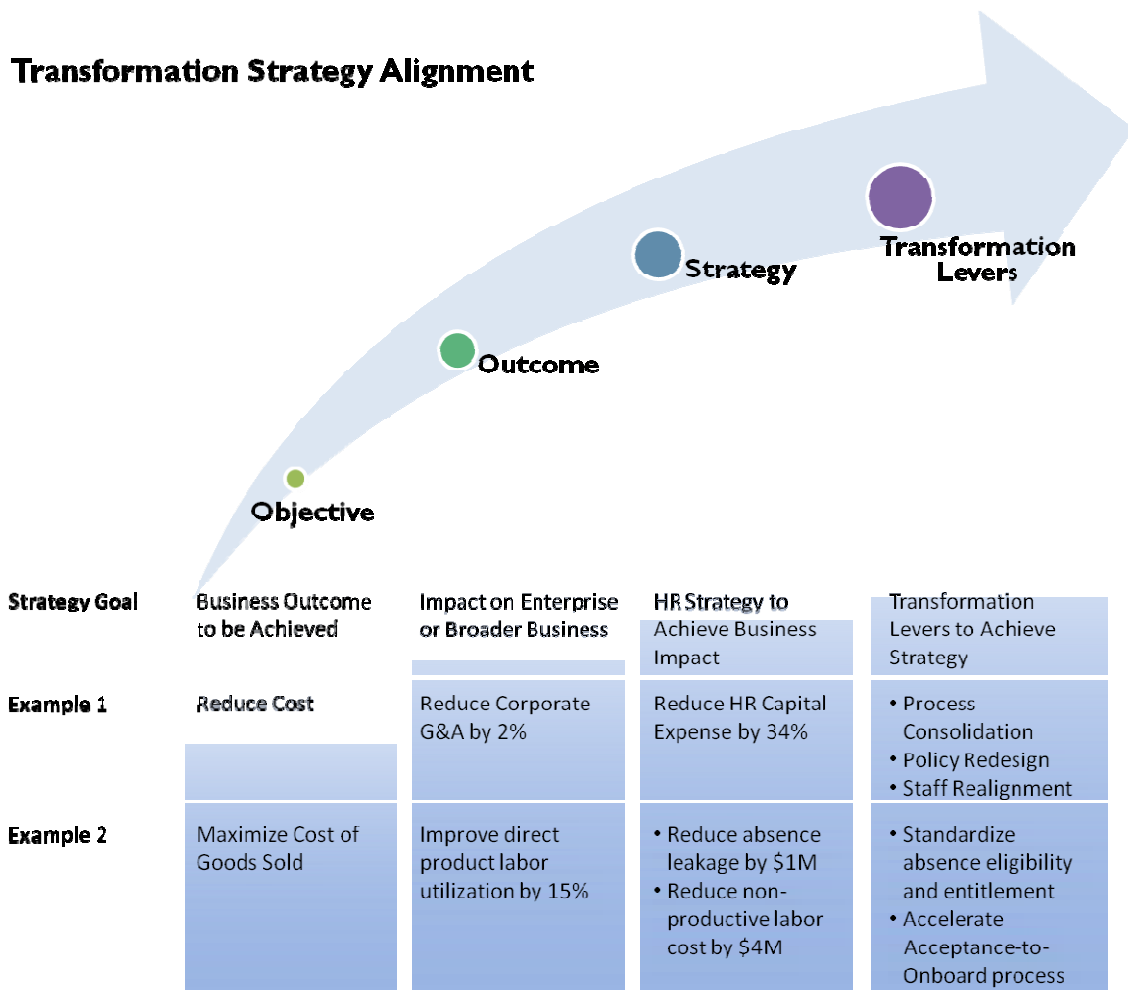 Transformation Strategy Alignment
Transformation
Levers
Strategy
Outcome
Objective
Strategy Goal
Business Outcome
to be Achieved
Impact on Enterprise
or Broader Business
HR Strategy to
Achieve Business
Impact
Transformation
Levers to Achieve
Strategy
Example 1
Reduce Cost
Reduce Corporate
G&A by 2%
Reduce HR Capital
Expense by 34%
• Process
Consolidation
• Policy Redesign
• Staff Realignment
Example 2
Maximize Cost of
Goods Sold
Improve direct
product labor
utilization by 15%
• Reduce absence
leakage by $1M
• Reduce non-
productive labor
cost by $4M
• Standardize
absence eligibility
and entitlement
• Accelerate
Acceptance-to-
Onboard process